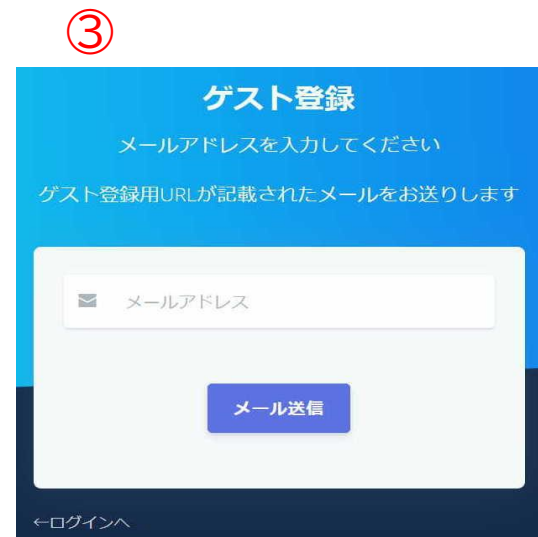 ③
ゲスト登録
メールアドレスを入力してください
ゲスト登録用URLが記載されたメールをお送りします
メールアドレス
メール送信
←ログインへ